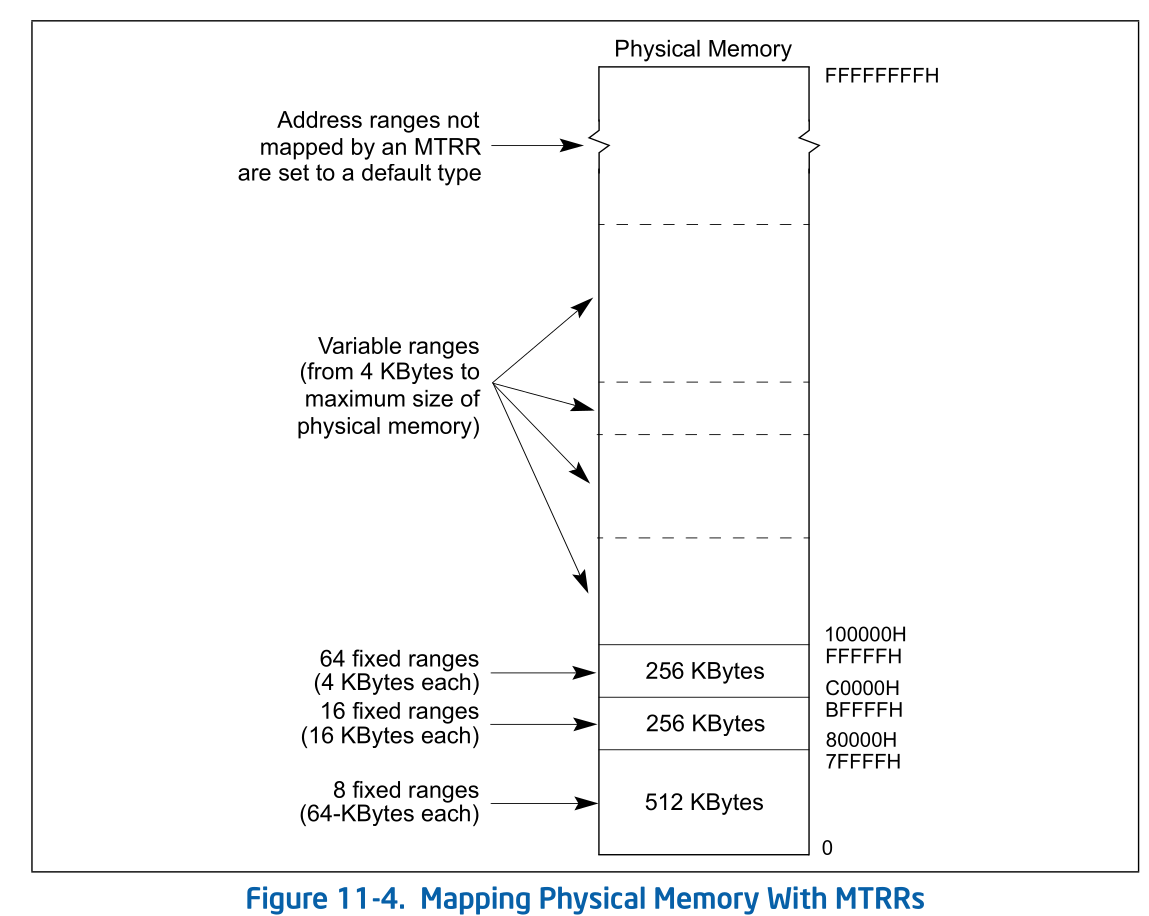 Physical Memory
FFFFFFFFH
Address ranges not
mapped by an MTRR
are set to a default type
Variable ranges
(from 4 KBytes to
maximum size of
physical memory)
100000H
FFFFFH
64 fixed ranges
(4 KBytes each)
256 KBytes
C0000H
BFFFFH
16 fixed ranges
(16 KBytes each)
256 KBytes
80000H
7FFFFH
8 fixed ranges
(64-KBytes each)
512 KBytes
0
Figure 11-4. Mapping Physical Memory With MTRRs